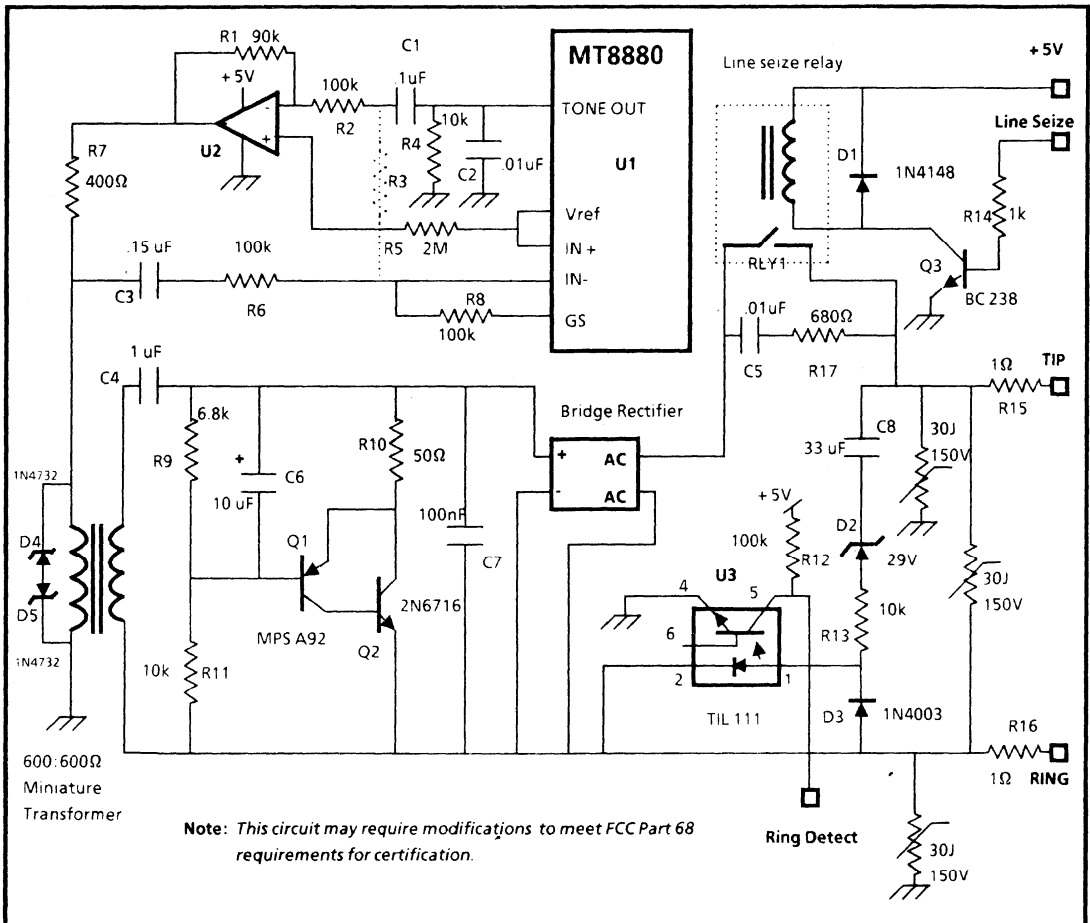 R1 90k
C1
MT8880
Line seize relay
+5V
+5V
100k
.1uF
TONE OUT
Line Seize
R2
10k
R4
U2
R7
400Ω
R3
C2
.01uF
U1
D1
1N4148
R14
1k
Vref
.15 uF
100k
R5
2M
IN +
RLY1
Q3
BC 238
IN-
C3
R6
R8
100k
GS
.01uF
680Ω
C5
R17
1 uF
C4
1Ω
TIP
R15
6.8k
R9
+
C6
10 uF
R10
50Ω
Bridge Rectifier
+ AC
- AC
C8
33 uF
30J
150V
1N4732
D4
D5
1N4732
Q1
100nF
C7
+5V
100k
R12
D2
29V
30J
150V
U3
4
5
6
2
1
10k
R13
2N6716
MPS A92
Q2
10k
R11
TIL 111
D3
1N4003
R16
1Ω
RING
600:600Ω
Miniature
Transformer
Ring Detect
Note: This circuit may require modifications to meet FCC Part 68
requirements for certification.
30J
150V